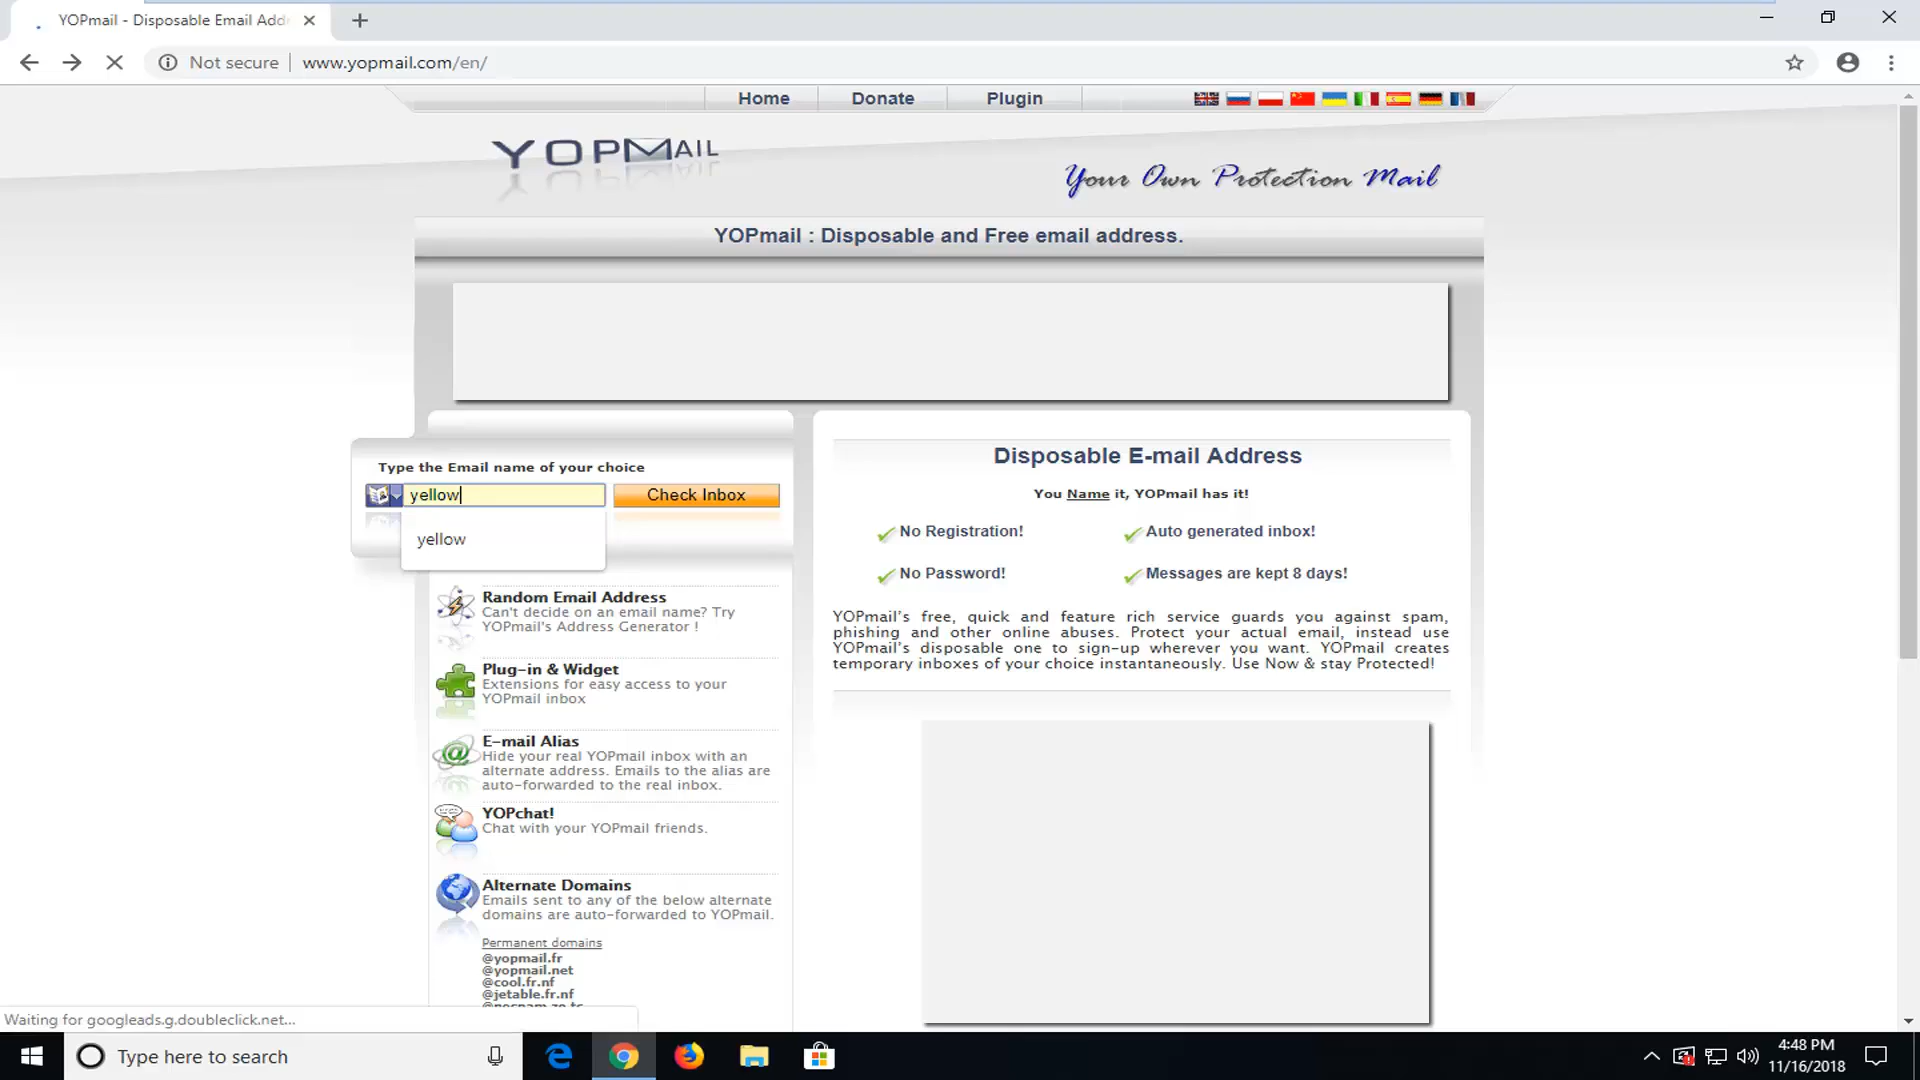 YOPmail - Disposable Email Add
Not secure
www.yopmail.com/en/
Home
Donate
Plugin
YOPMAIL
Your Own Protection Mail
YOPmail : Disposable and Free email address.
Type the Email name of your choice
yellow
Check Inbox
yellow
Random Email Address
Can't decide on an email name? Try
YOPmail's Address Generator !
Plug-in & Widget
Extensions for easy access to your
YOPmail inbox
E-mail Alias
Hide your real YOPmail inbox with an
alternate address. Emails to the alias are
auto-forwarded to the real inbox.
YOPchat!
Chat with your YOPmail friends.
Alternate Domains
Emails sent to any of the below alternate
domains are auto-forwarded to YOPmail.
Permanent domains
@yopmail.fr
@yopmail.net
@cool.fr.nf
@jetable.fr.nf
Disposable E-mail Address
You Name it, YOPmail has it!
No Registration!
Auto generated inbox!
No Password!
Messages are kept 8 days!
YOPmail's free, quick and feature rich service guards you against spam,
phishing and other online abuses. Protect your actual email, instead use
YOPmail's disposable one to sign-up wherever you want. YOPmail creates
temporary inboxes of your choice instantaneously. Use Now & stay Protected!
Waiting for googleads.g.doubleclick.net...
Type here to search
4:48 PM
11/16/2018